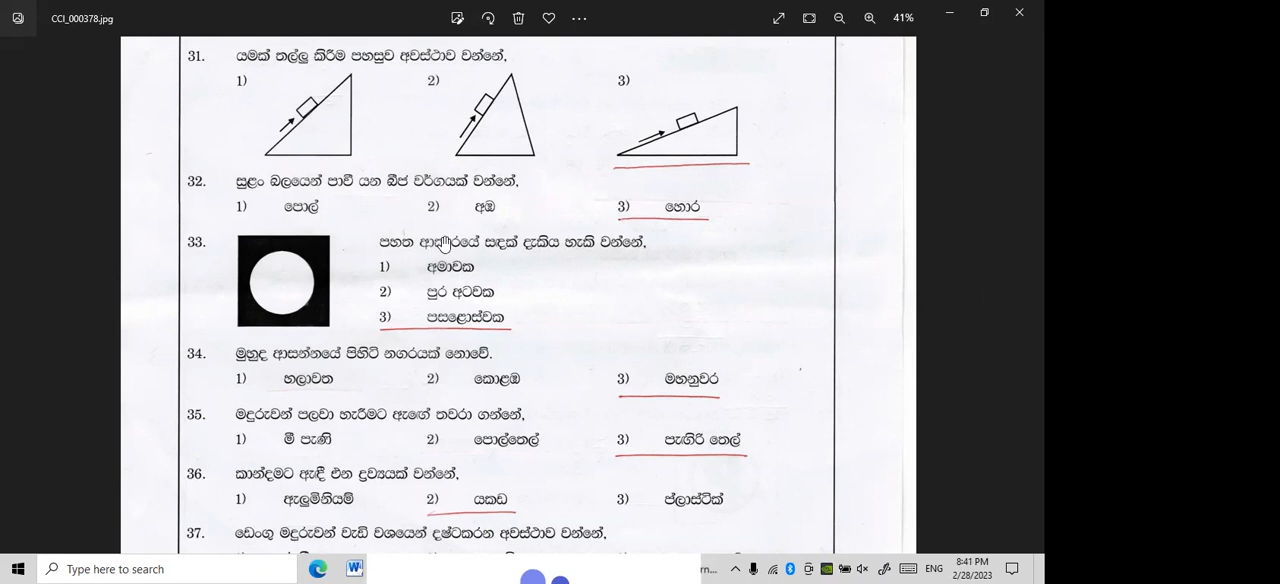 CCI_000378.jpg
41%
31. යමක් තල්ලු කිරීම පහසුව අවස්ථාව වන්නේ,
1) 2) 3)
32. සුළං බලයෙන් පාවී යන බීජ වර්ගයක් වන්නේ,
1) පොල් 2) අඹ 3) හොර
33. පහත ආකාරයේ සඳක් දැකිය හැකි වන්නේ,
1) අමාවක
2) පුර අටවක
3) පසළොස්වක
34. මුහුද ආසන්නයේ පිහිටි නගරයක් නොවේ.
1) හලාවත 2) කොළඹ 3) මහනුවර
35. මදුරුවන් පලවා හැරීමට ඇඟේ තවරා ගන්නේ,
1) මී පැණි 2) පොල්තෙල් 3) පැඟිරි තෙල්
36. කාන්දමට ඇඳී එන ද්‍රව්‍යයක් වන්නේ,
1) ඇලුමිනියම් 2) යකඩ 3) ප්ලාස්ටික්
37. ඩෙංගු මදුරුවන් වැඩි වශයෙන් දෂ්ටකරන අවස්ථාව වන්නේ,
Type here to search
ENG
8:41 PM
2/28/2023